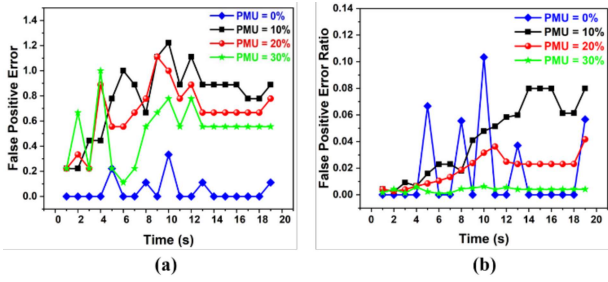 PMU = 0%
PMU = 10%
PMU = 20%
PMU = 30%
False Positive Error
1.4
1.2
1.0
0.8
0.6
0.4
0.2
0.0
0 2 4 6 8 10 12 14 16 18 20
Time (s)
(a)
PMU = 0%
PMU = 10%
PMU = 20%
PMU = 30%
False Positive Error Ratio
0.14
0.12
0.10
0.08
0.06
0.04
0.02
0.00
0 2 4 6 8 10 12 14 16 18 20
Time (s)
(b)